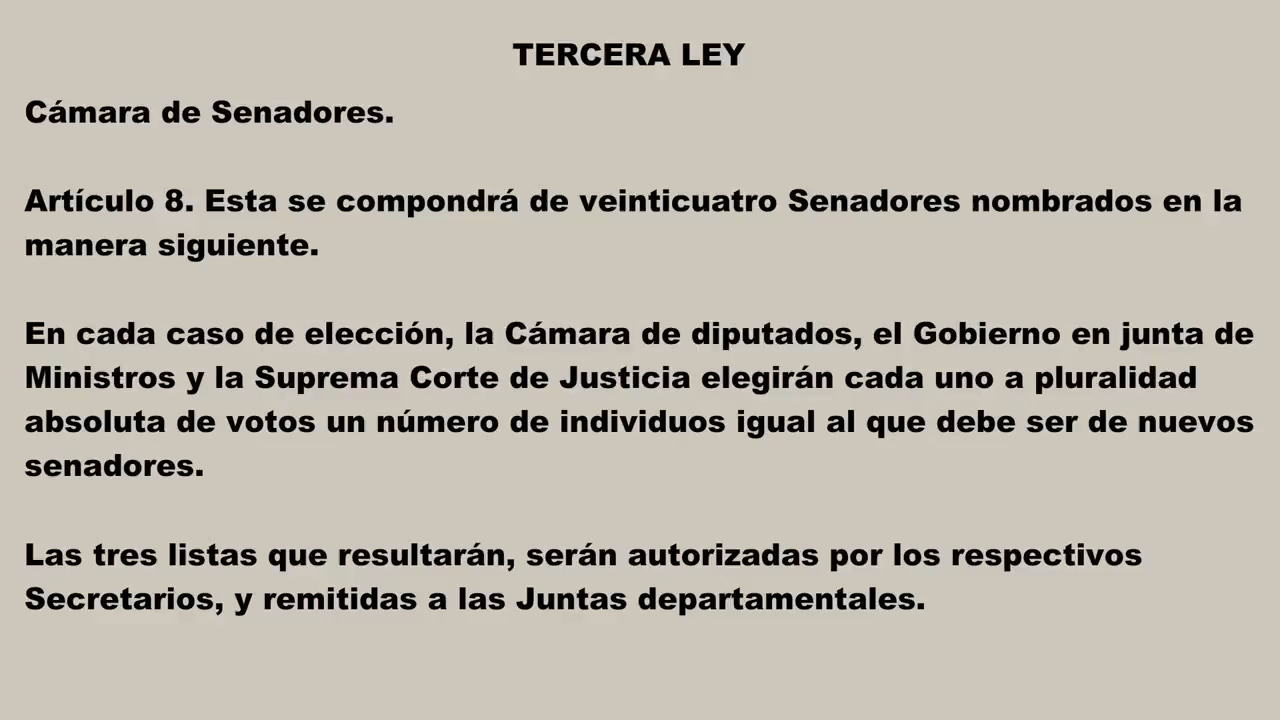 TERCERA LEY
Cámara de Senadores.
Artículo 8. Esta se compondrá de veinticuatro Senadores nombrados en la
manera siguiente.
En cada caso de elección, la Cámara de diputados, el Gobierno en junta de
Ministros y la Suprema Corte de Justicia elegirán cada uno a pluralidad
absoluta de votos un número de individuos igual al que debe ser de nuevos
senadores.
Las tres listas que resultarán, serán autorizadas por los respectivos
Secretarios, y remitidas a las Juntas departamentales.